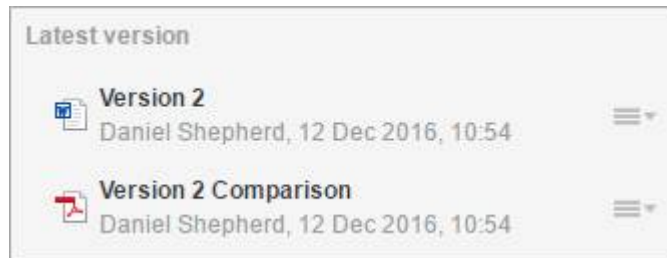 Latest version
Version 2
Daniel Shepherd, 12 Dec 2016, 10:54
Version 2 Comparison
Daniel Shepherd, 12 Dec 2016, 10:54